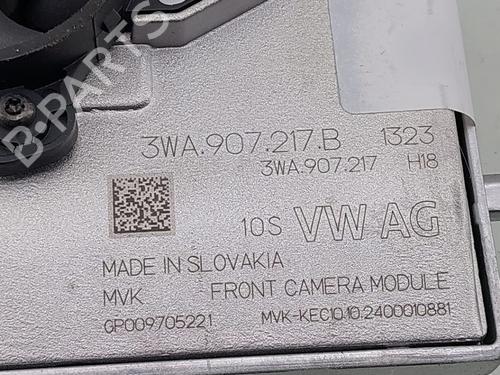 B-PARTS
3WA.907.217.B 1323
3WA.907.217 H18
10S VW AG
MADE IN SLOVAKIA
MVK FRONT CAMERA MODULE
GP009705221 MVK-KEC10.10.2400010881